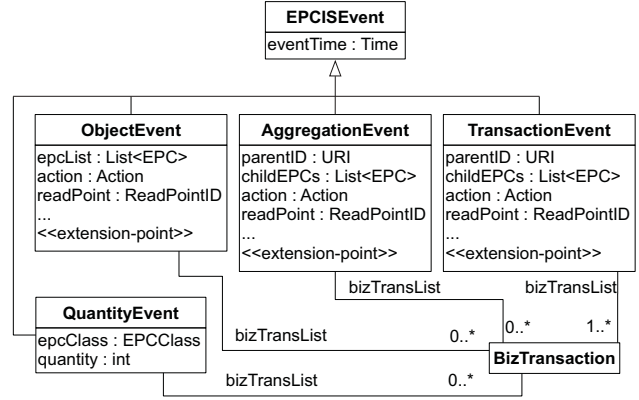 EPCISEvent
eventTime : Time
ObjectEvent
epcList : List<EPC>
action : Action
readPoint : ReadPointID
...
<<extension-point>>
AggregationEvent
parentID : URI
childEPCs : List<EPC>
action : Action
readPoint : ReadPointID
...
<<extension-point>>
TransactionEvent
parentID : URI
childEPCs : List<EPC>
action : Action
readPoint : ReadPointID
...
<<extension-point>>
bizTransList
bizTransList
QuantityEvent
epcClass : EPCClass
quantity : int
bizTransList
0..*
0..*
1..*
BizTransaction
bizTransList
0..*